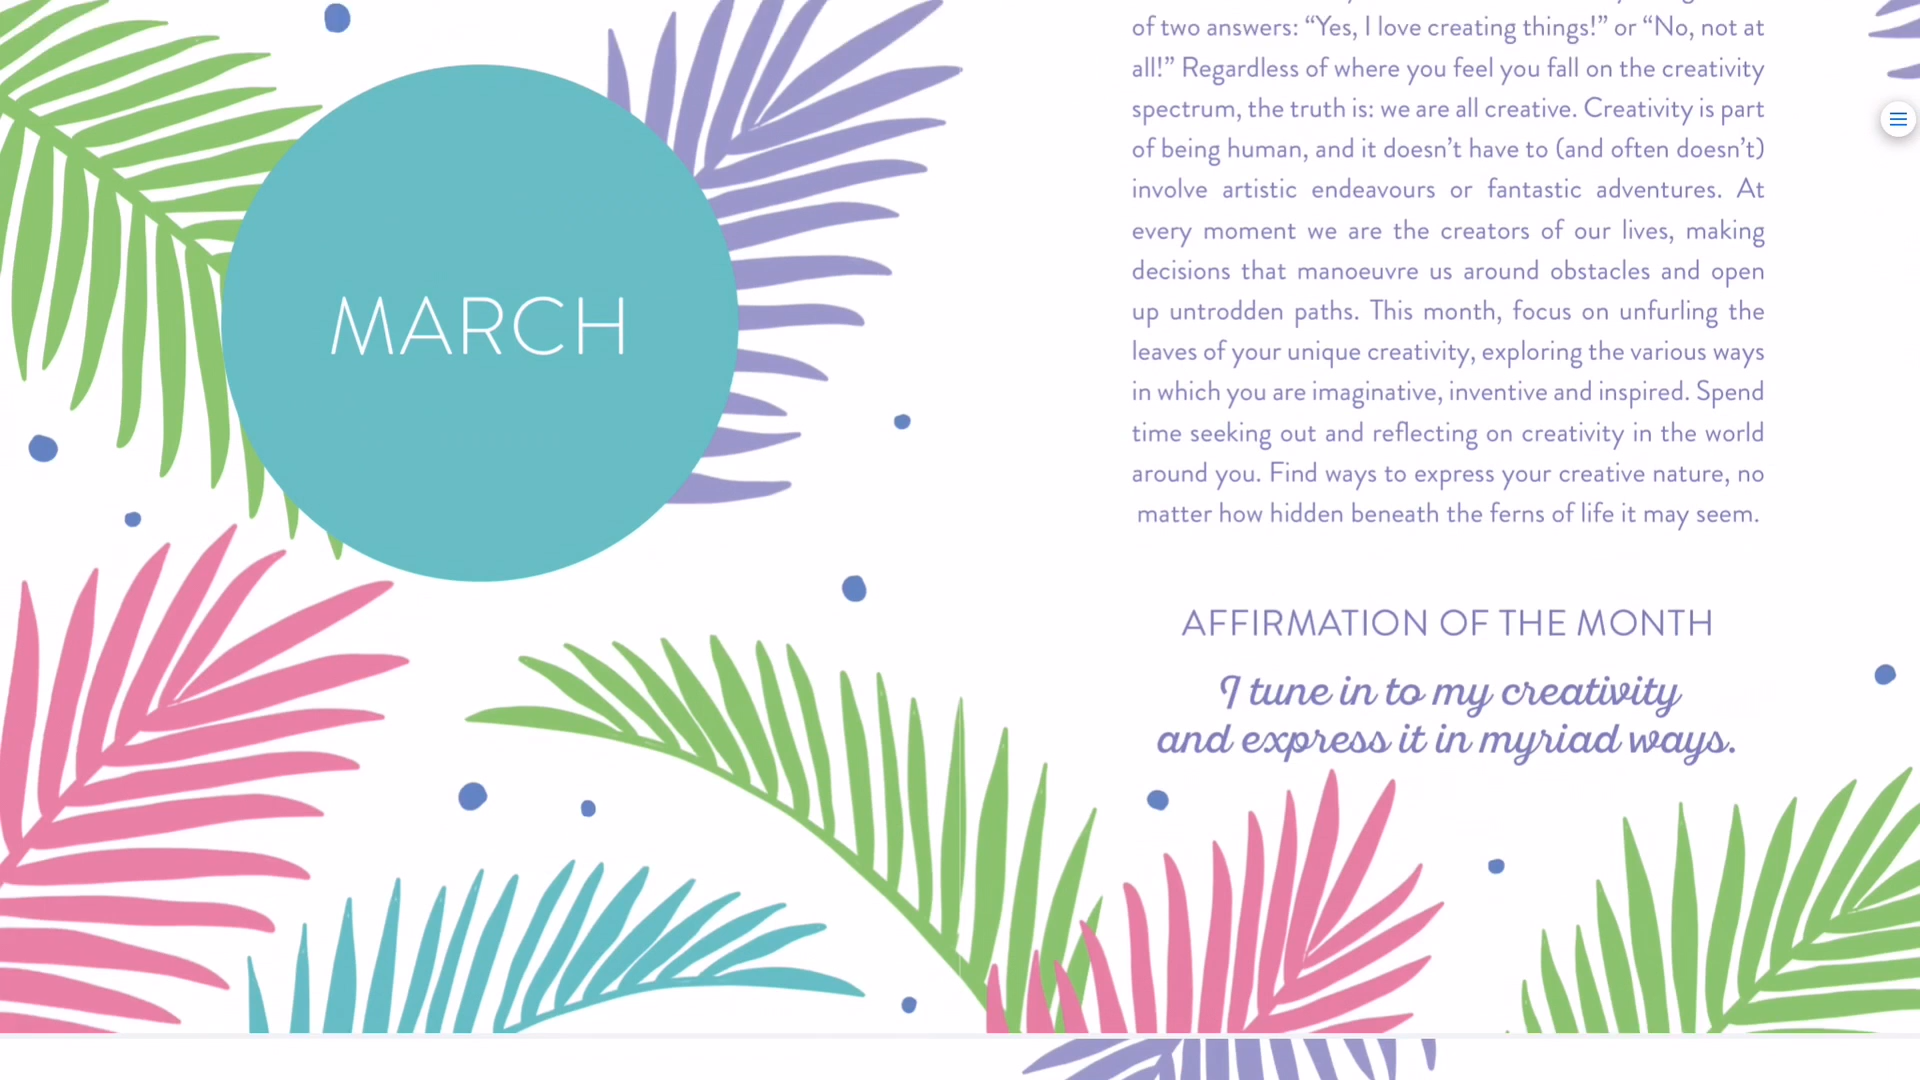 MARCH
of two answers: “Yes, I love creating things!” or “No, not at
all!” Regardless of where you feel you fall on the creativity
spectrum, the truth is: we are all creative. Creativity is part
of being human, and it doesn’t have to (and often doesn’t)
involve artistic endeavours or fantastic adventures. At
every moment we are the creators of our lives, making
decisions that manoeuvre us around obstacles and open
up untrodden paths. This month, focus on unfurling the
leaves of your unique creativity, exploring the various ways
in which you are imaginative, inventive and inspired. Spend
time seeking out and reflecting on creativity in the world
around you. Find ways to express your creative nature, no
matter how hidden beneath the ferns of life it may seem.
AFFIRMATION OF THE MONTH
I tune in to my creativity
and express it in myriad ways.